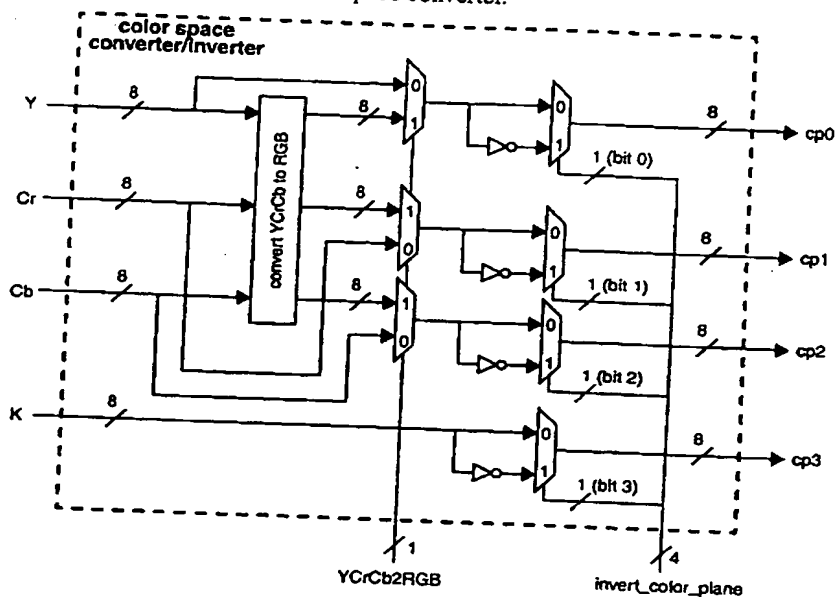 color space
converter/inverter
Y
8
0
8
1
0
1
8
cp0
1 (bit 0)
convert YCrCb to RGB
Cr
8
8
1
0
0
1
8
cp1
1 (bit 1)
Cb
8
8
1
0
0
1
8
cp2
1 (bit 2)
K
8
0
1
8
cp3
1 (bit 3)
1
YCrCb2RGB
4
invert_color_plane